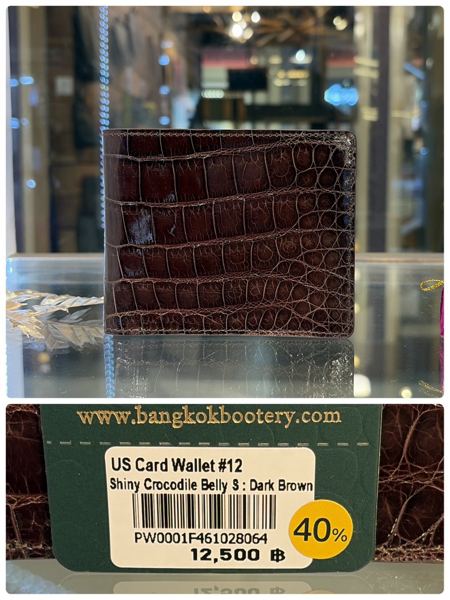 www.bangkokbootery.com
US Card Wallet #12
Shiny Crocodile Belly S : Dark Brown
PW0001F461028064
12,500 ฿
40%